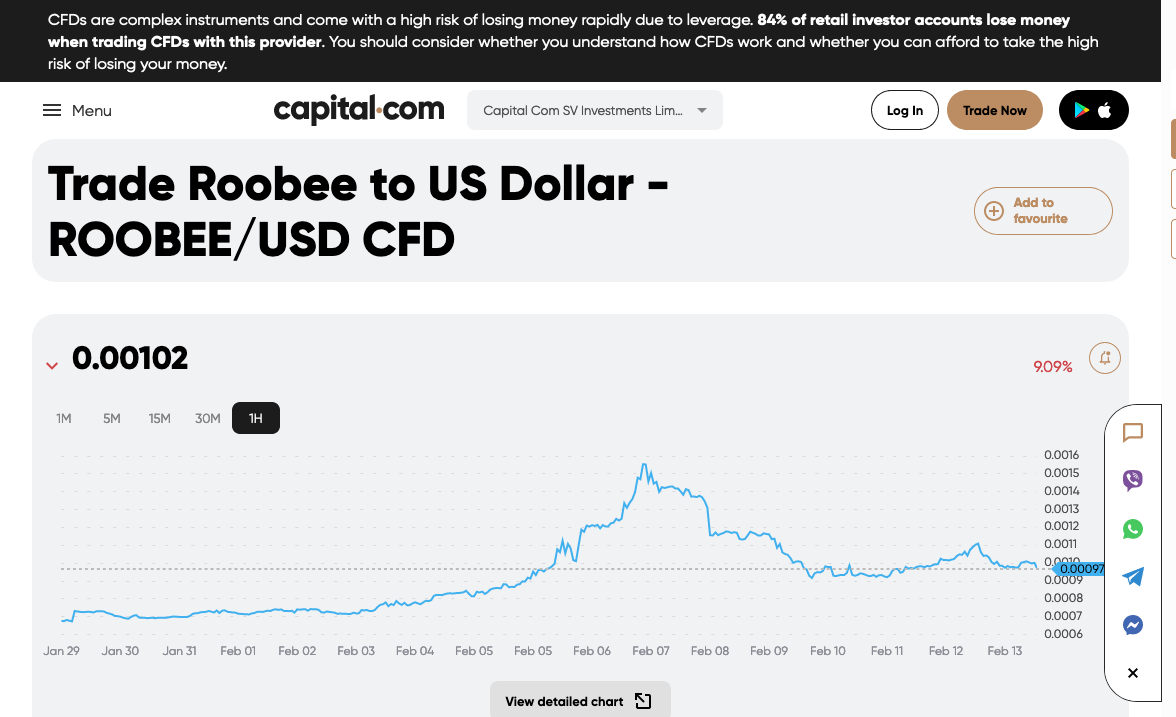 CFDs are complex instruments and come with a high risk of losing money rapidly due to leverage. 84% of retail investor accounts lose money
when trading CFDs with this provider. You should consider whether you understand how CFDs work and whether you can afford to take the high
risk of losing your money.
Menu
capital.com
Capital Com SV Investments Lim...
Log In
Trade Now
Trade Roobee to US Dollar -
ROOBEE/USD CFD
Add to
favourite
0.00102
9.09%
1M 5M 15M 30M 1H
0.0016
0.0015
0.0014
0.0013
0.0012
0.0011
0.0010
0.00097
0.0009
0.0008
0.0007
0.0006
Jan 29 Jan 30 Jan 31 Feb 01 Feb 02 Feb 03 Feb 04 Feb 05 Feb 05 Feb 06 Feb 07 Feb 08 Feb 09 Feb 10 Feb 11 Feb 12 Feb 13
View detailed chart